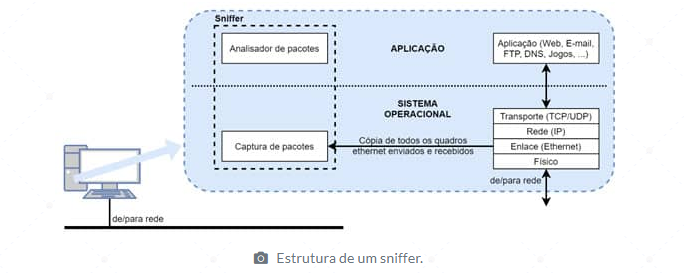 Sniffer
Analisador de pacotes
APLICAÇÃO
Aplicação (Web, E-mail,
FTP, DNS, Jogos, ...)
SISTEMA
OPERACIONAL
Transporte (TCP/UDP)
Rede (IP)
Enlace (Ethernet)
Físico
Captura de pacotes
Cópia de todos os quadros
ethernet enviados e recebidos
de/para rede
de/para rede
Estrutura de um sniffer.